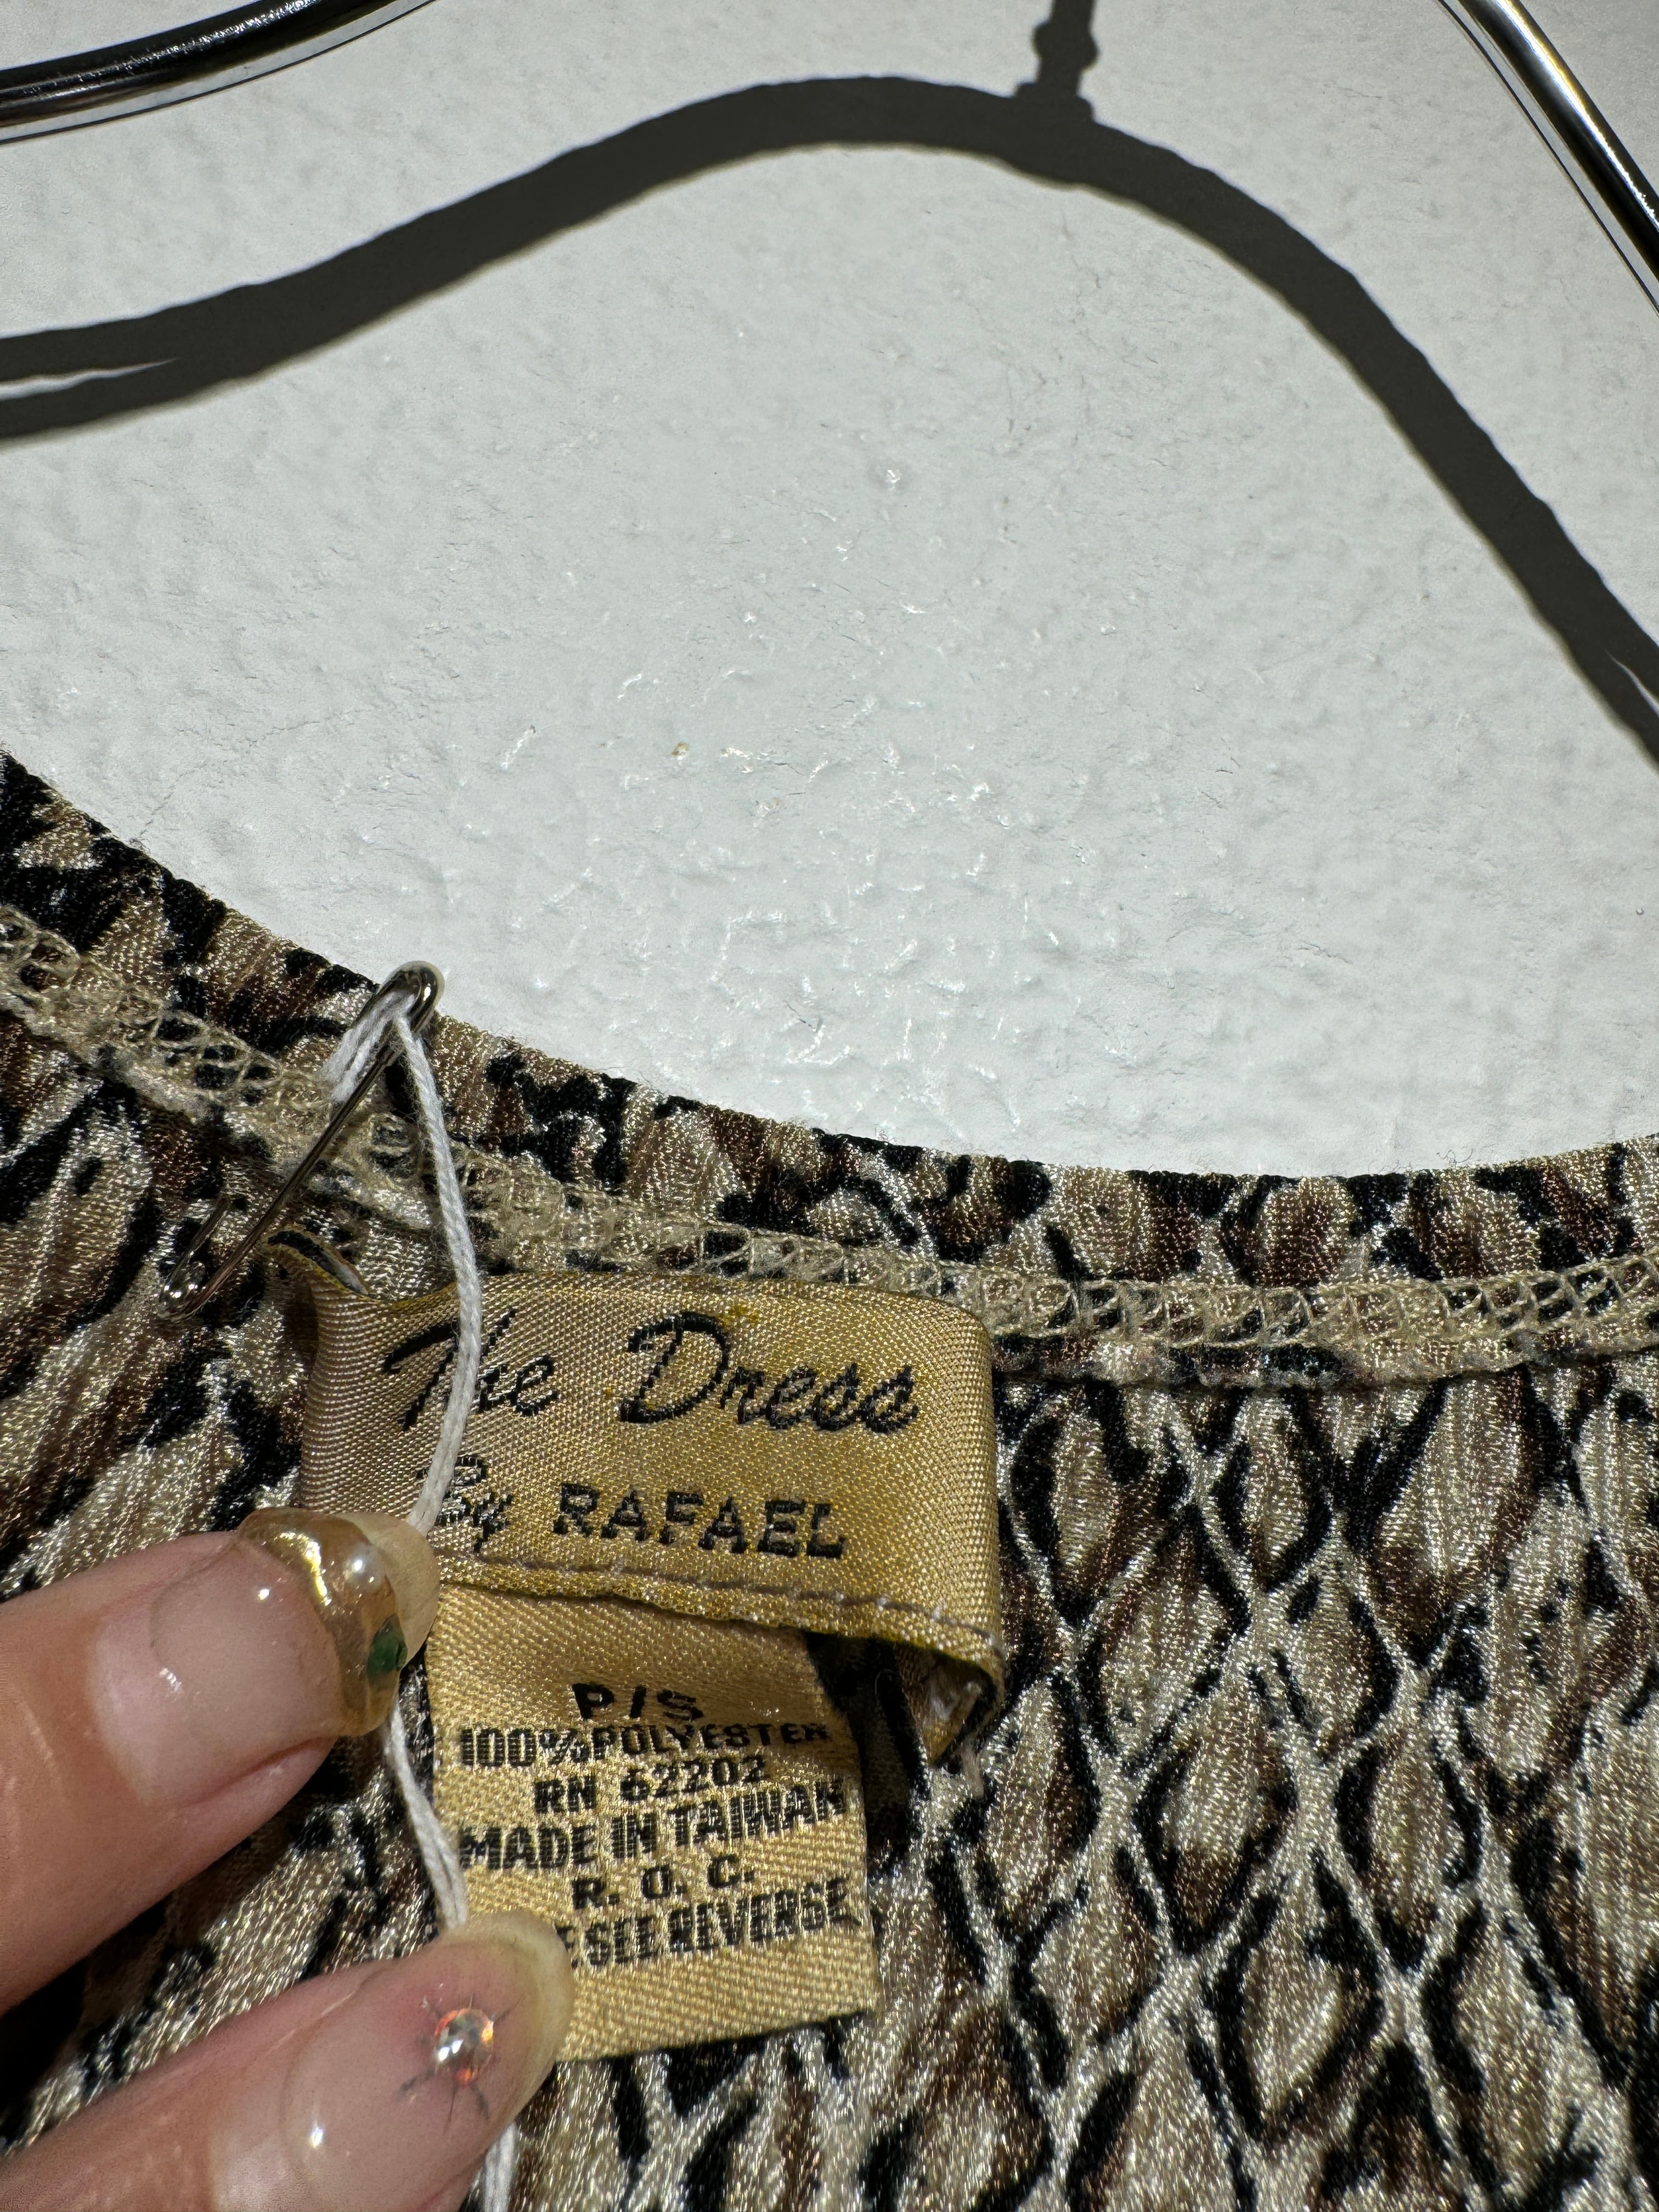 The Dress
By RAFAEL
P/S
100% POLYESTER
RN 62202
MADE IN TAIWAN
R. O. C.
SEE REVERSE